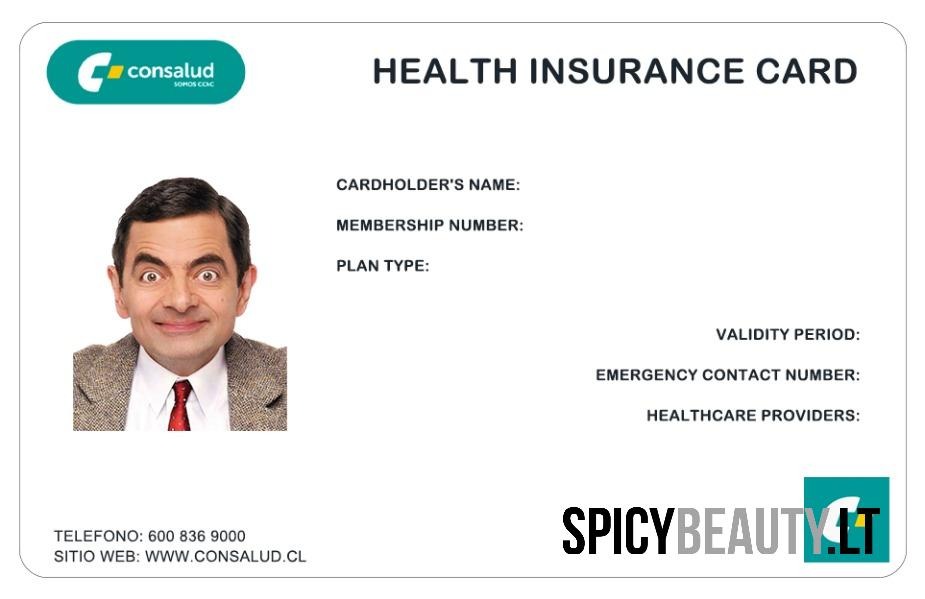 consalud
SOMOS CChC
HEALTH INSURANCE CARD
CARDHOLDER'S NAME:
MEMBERSHIP NUMBER:
PLAN TYPE:
VALIDITY PERIOD:
EMERGENCY CONTACT NUMBER:
HEALTHCARE PROVIDERS:
TELEFONO: 600 836 9000
SITIO WEB: WWW.CONSALUD.CL
SPICYBEAUTY.LT